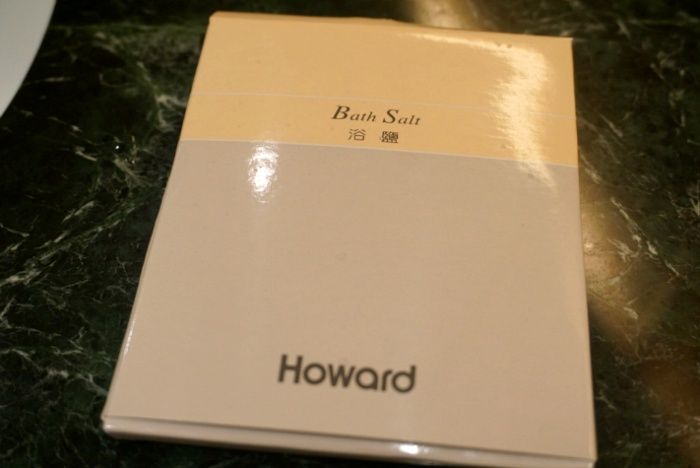 Bath Salt
浴鹽
Howard